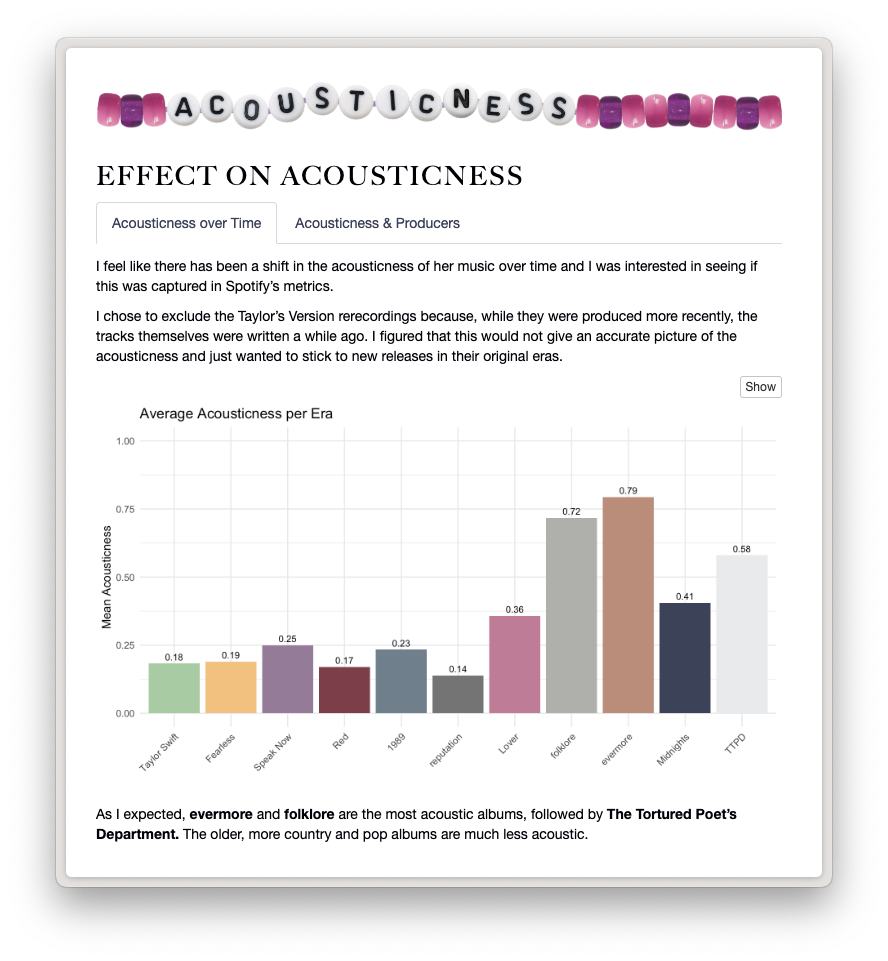 ACOUSTICNESS
EFFECT ON ACOUSTICNESS
Acousticness over Time Acousticness & Producers
I feel like there has been a shift in the acousticness of her music over time and I was interested in seeing if
this was captured in Spotify’s metrics.
I chose to exclude the Taylor’s Version rerecordings because, while they were produced more recently, the
tracks themselves were written a while ago. I figured that this would not give an accurate picture of the
acousticness and just wanted to stick to new releases in their original eras.
Show
Average Acousticness per Era
Mean Acousticness
1.00
0.75
0.50
0.25
0.00
0.18
0.19
0.25
0.17
0.23
0.14
0.36
0.72
0.79
0.41
0.58
Taylor Swift
Fearless
Speak Now
Red
1989
reputation
Lover
folklore
evermore
Midnights
TTPD
As I expected, evermore and folklore are the most acoustic albums, followed by The Tortured Poet’s
Department. The older, more country and pop albums are much less acoustic.